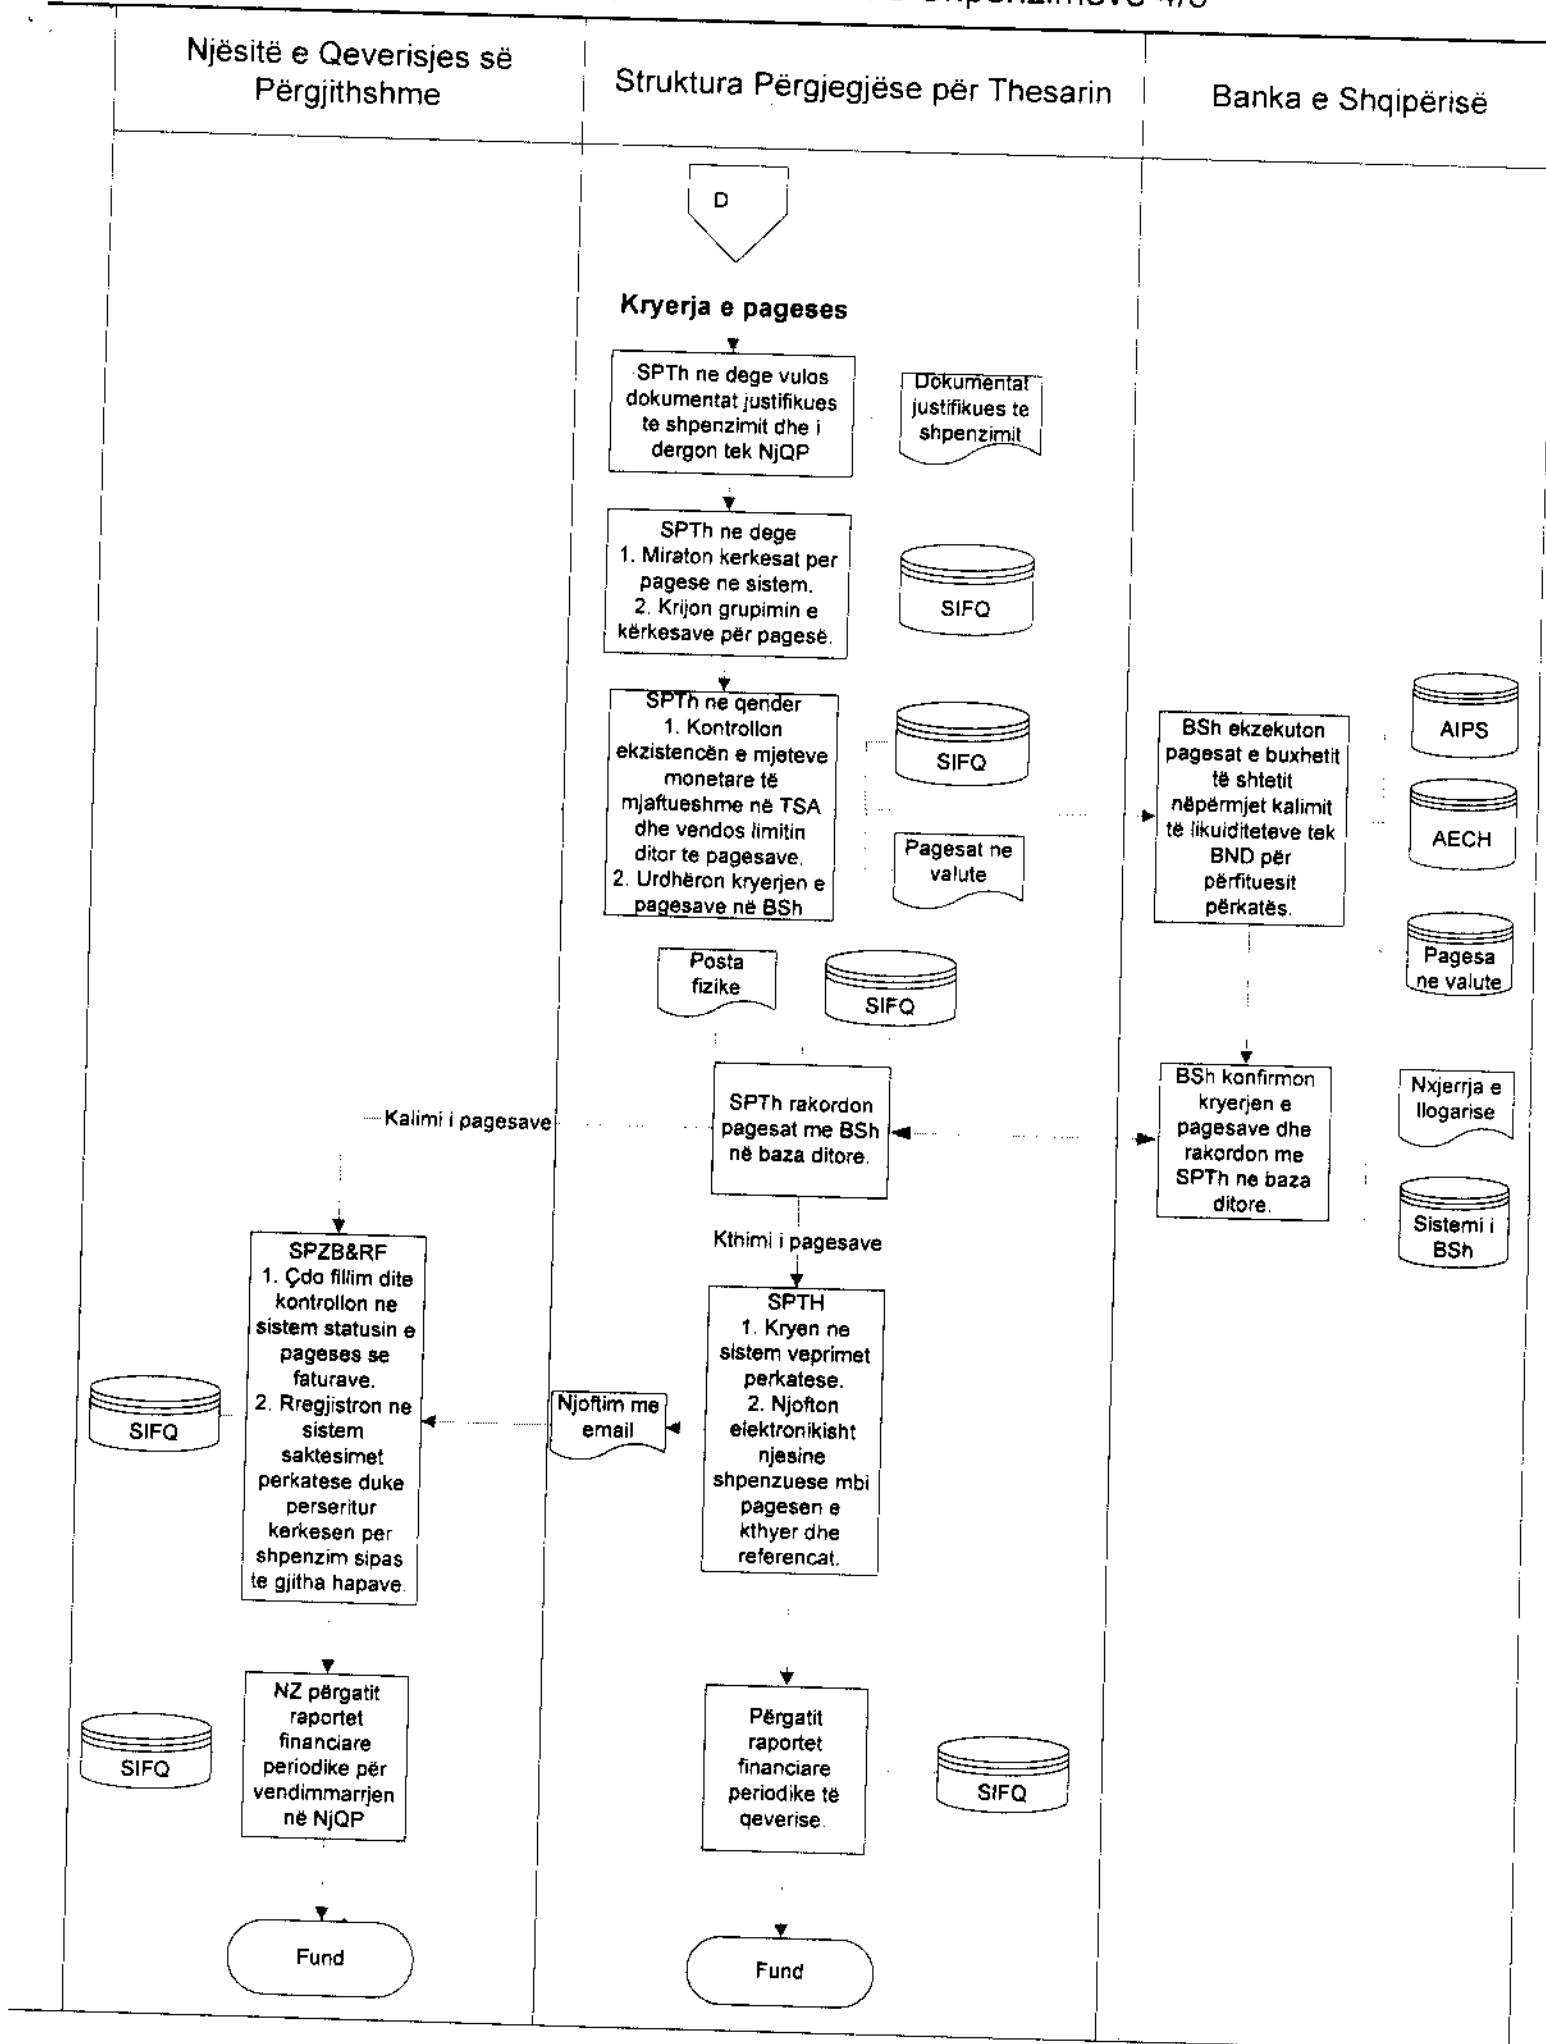 Shpenzimeve 4/
Njësitë e Qeverisjes së
Përgjithshme
Struktura Përgjegjëse për Thesarin
Banka e Shqipërisë
D
Kryerja e pageses
SPTh ne dege vulos
dokumentat justifikues
te shpenzimit dhe i
dergon tek NjQP
Dokumentat
justifikues te
shpenzimit
SPTh ne dege
1. Miraton kerkesat per
pagese ne sistem.
2. Krijon grupimin e
kërkesave për pagesë.
SIFQ
SPTh ne qender
1. Kontrollon
ekzistencën e mjeteve
monetare të
mjaftueshme në TSA
dhe vendos limitin
ditor te pagesave.
2. Urdhëron kryerjen e
pagesave në BSh
SIFQ
Pagesat ne
valute
BSh ekzekuton
pagesat e buxhetit
të shtetit
nëpërmjet kalimit
të likuiditeteve tek
BND për
përfituesit
përkatës.
AIPS
AECH
Pagesa
ne valute
Posta
fizike
SIFQ
Kalimi i pagesave
SPTh rakordon
pagesat me BSh
në baza ditore.
BSh konfirmon
kryerjen e
pagesave dhe
rakordon me
SPTh ne baza
ditore.
Nxjerrja e
llogarise
Sistemi i
BSh
Kthimi i pagesave
SPZB&RF
1. Çdo fillim dite
kontrollon ne
sistem statusin e
pageses se
faturave.
2. Rregjistron ne
sistem
saktesimet
perkatese duke
perseritur
kerkesen per
shpenzim sipas
te gjitha hapave.
SIFQ
Njoftim me
email
SPTH
1. Kryen ne
sistem veprimet
perkatese.
2. Njofton
elektronikisht
njesine
shpenzuese mbi
pagesen e
kthyer dhe
referencat.
NZ përgatit
raportet
financiare
periodike për
vendimmarrjen
në NjQP
SIFQ
Përgatit
raportet
financiare
periodike të
qeverise.
SIFQ
Fund
Fund